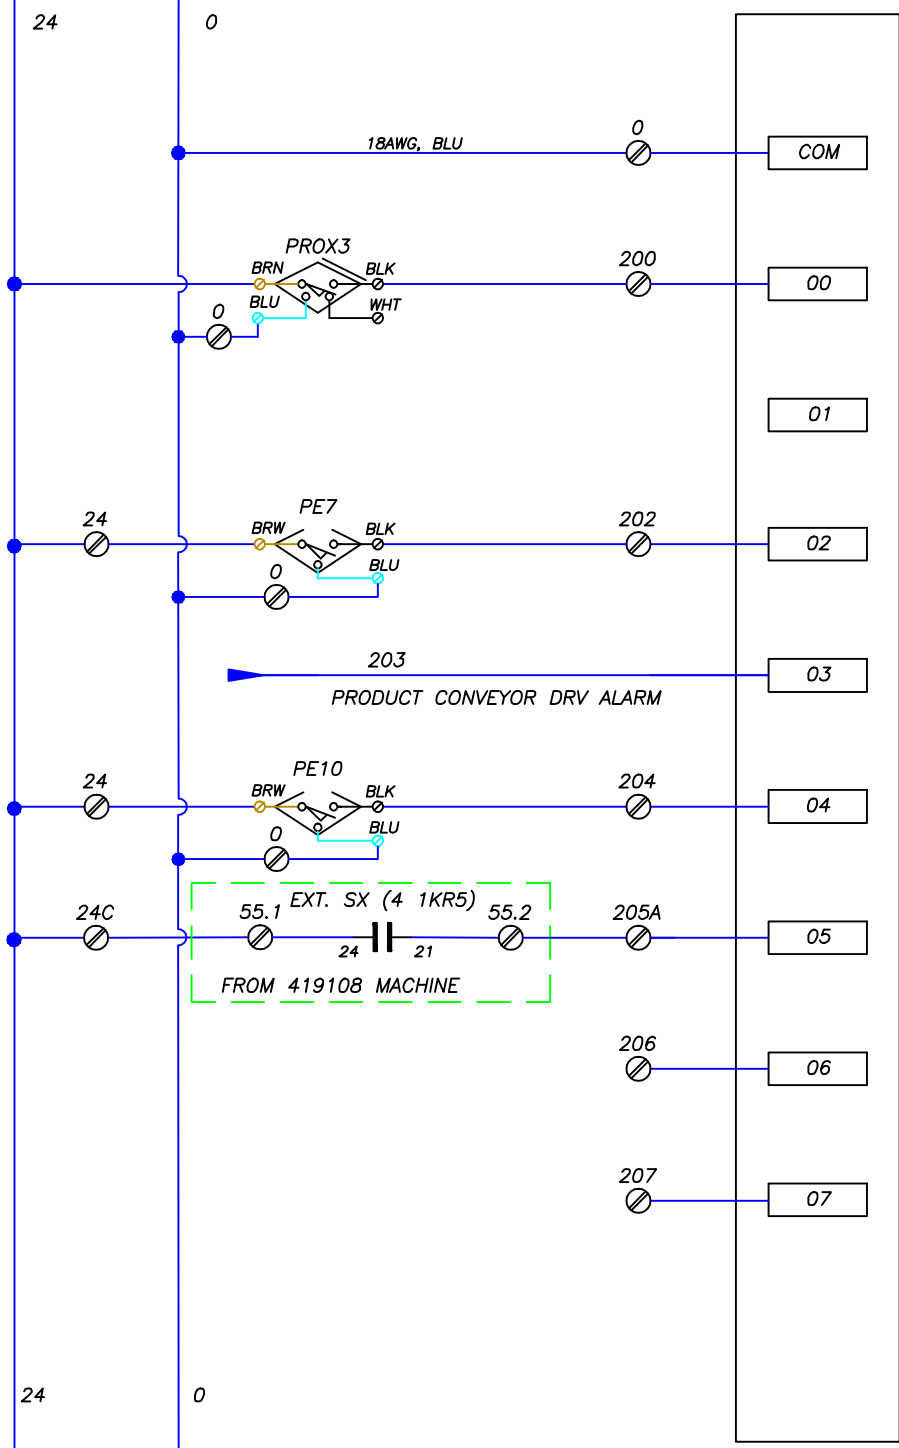 24 0
0
18AWG, BLU
COM
PROX3
BRN BLK
200
00
BLU WHT
0
01
PE7
24 BRW BLK 202
02
0 BLU
203
03
PRODUCT CONVEYOR DRV ALARM
PE10
24 BRW BLK 204
04
0 BLU
EXT. SX (4 1KR5)
24C 55.1 55.2 205A
05
24 21
FROM 419108 MACHINE
206
06
207
07
24 0